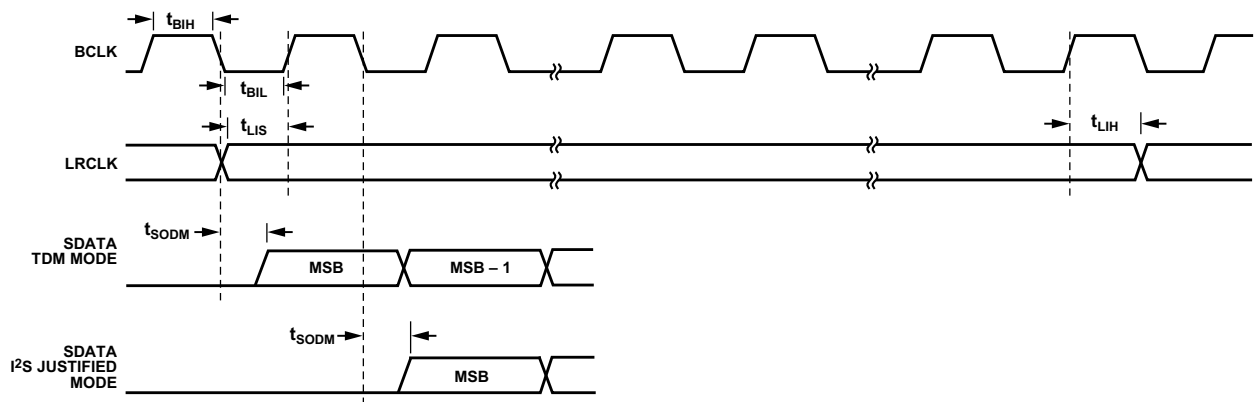 tBIH
BCLK
tBIL
tLIS
tLIH
LRCLK
tSODM
SDATA
TDM MODE
MSB
MSB – 1
tSODM
SDATA
I²S JUSTIFIED
MODE
MSB